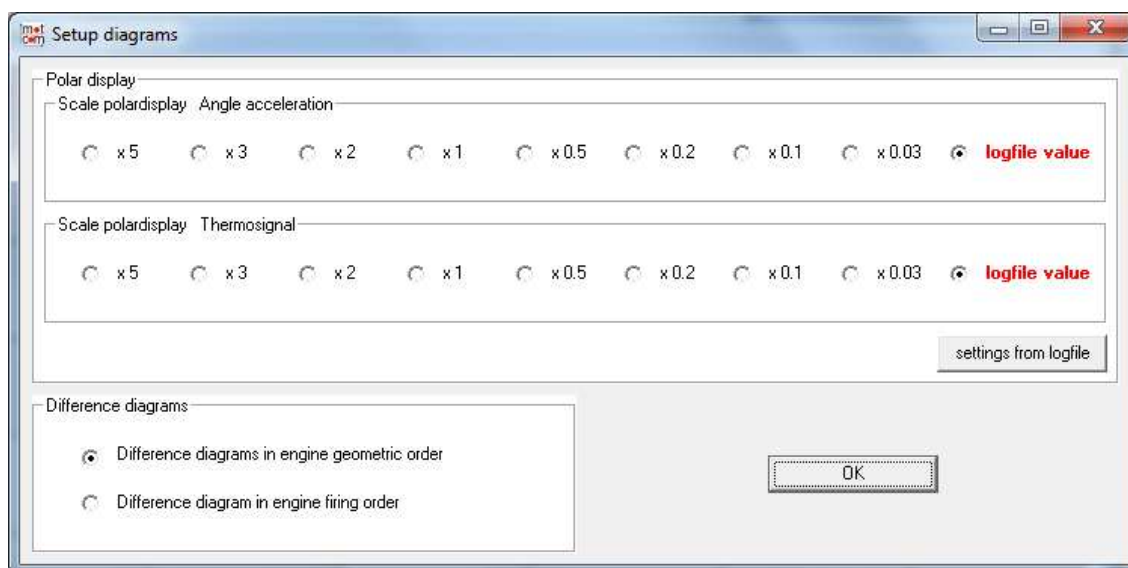 mot com Setup diagrams
Polar display
Scale polardisplay Angle acceleration
x 5 x 3 x 2 x 1 x 0.5 x 0.2 x 0.1 x 0.03 logfile value
Scale polardisplay Thermosignal
x 5 x 3 x 2 x 1 x 0.5 x 0.2 x 0.1 x 0.03 logfile value
settings from logfile
Difference diagrams
Difference diagrams in engine geometric order
OK
Difference diagram in engine firing order